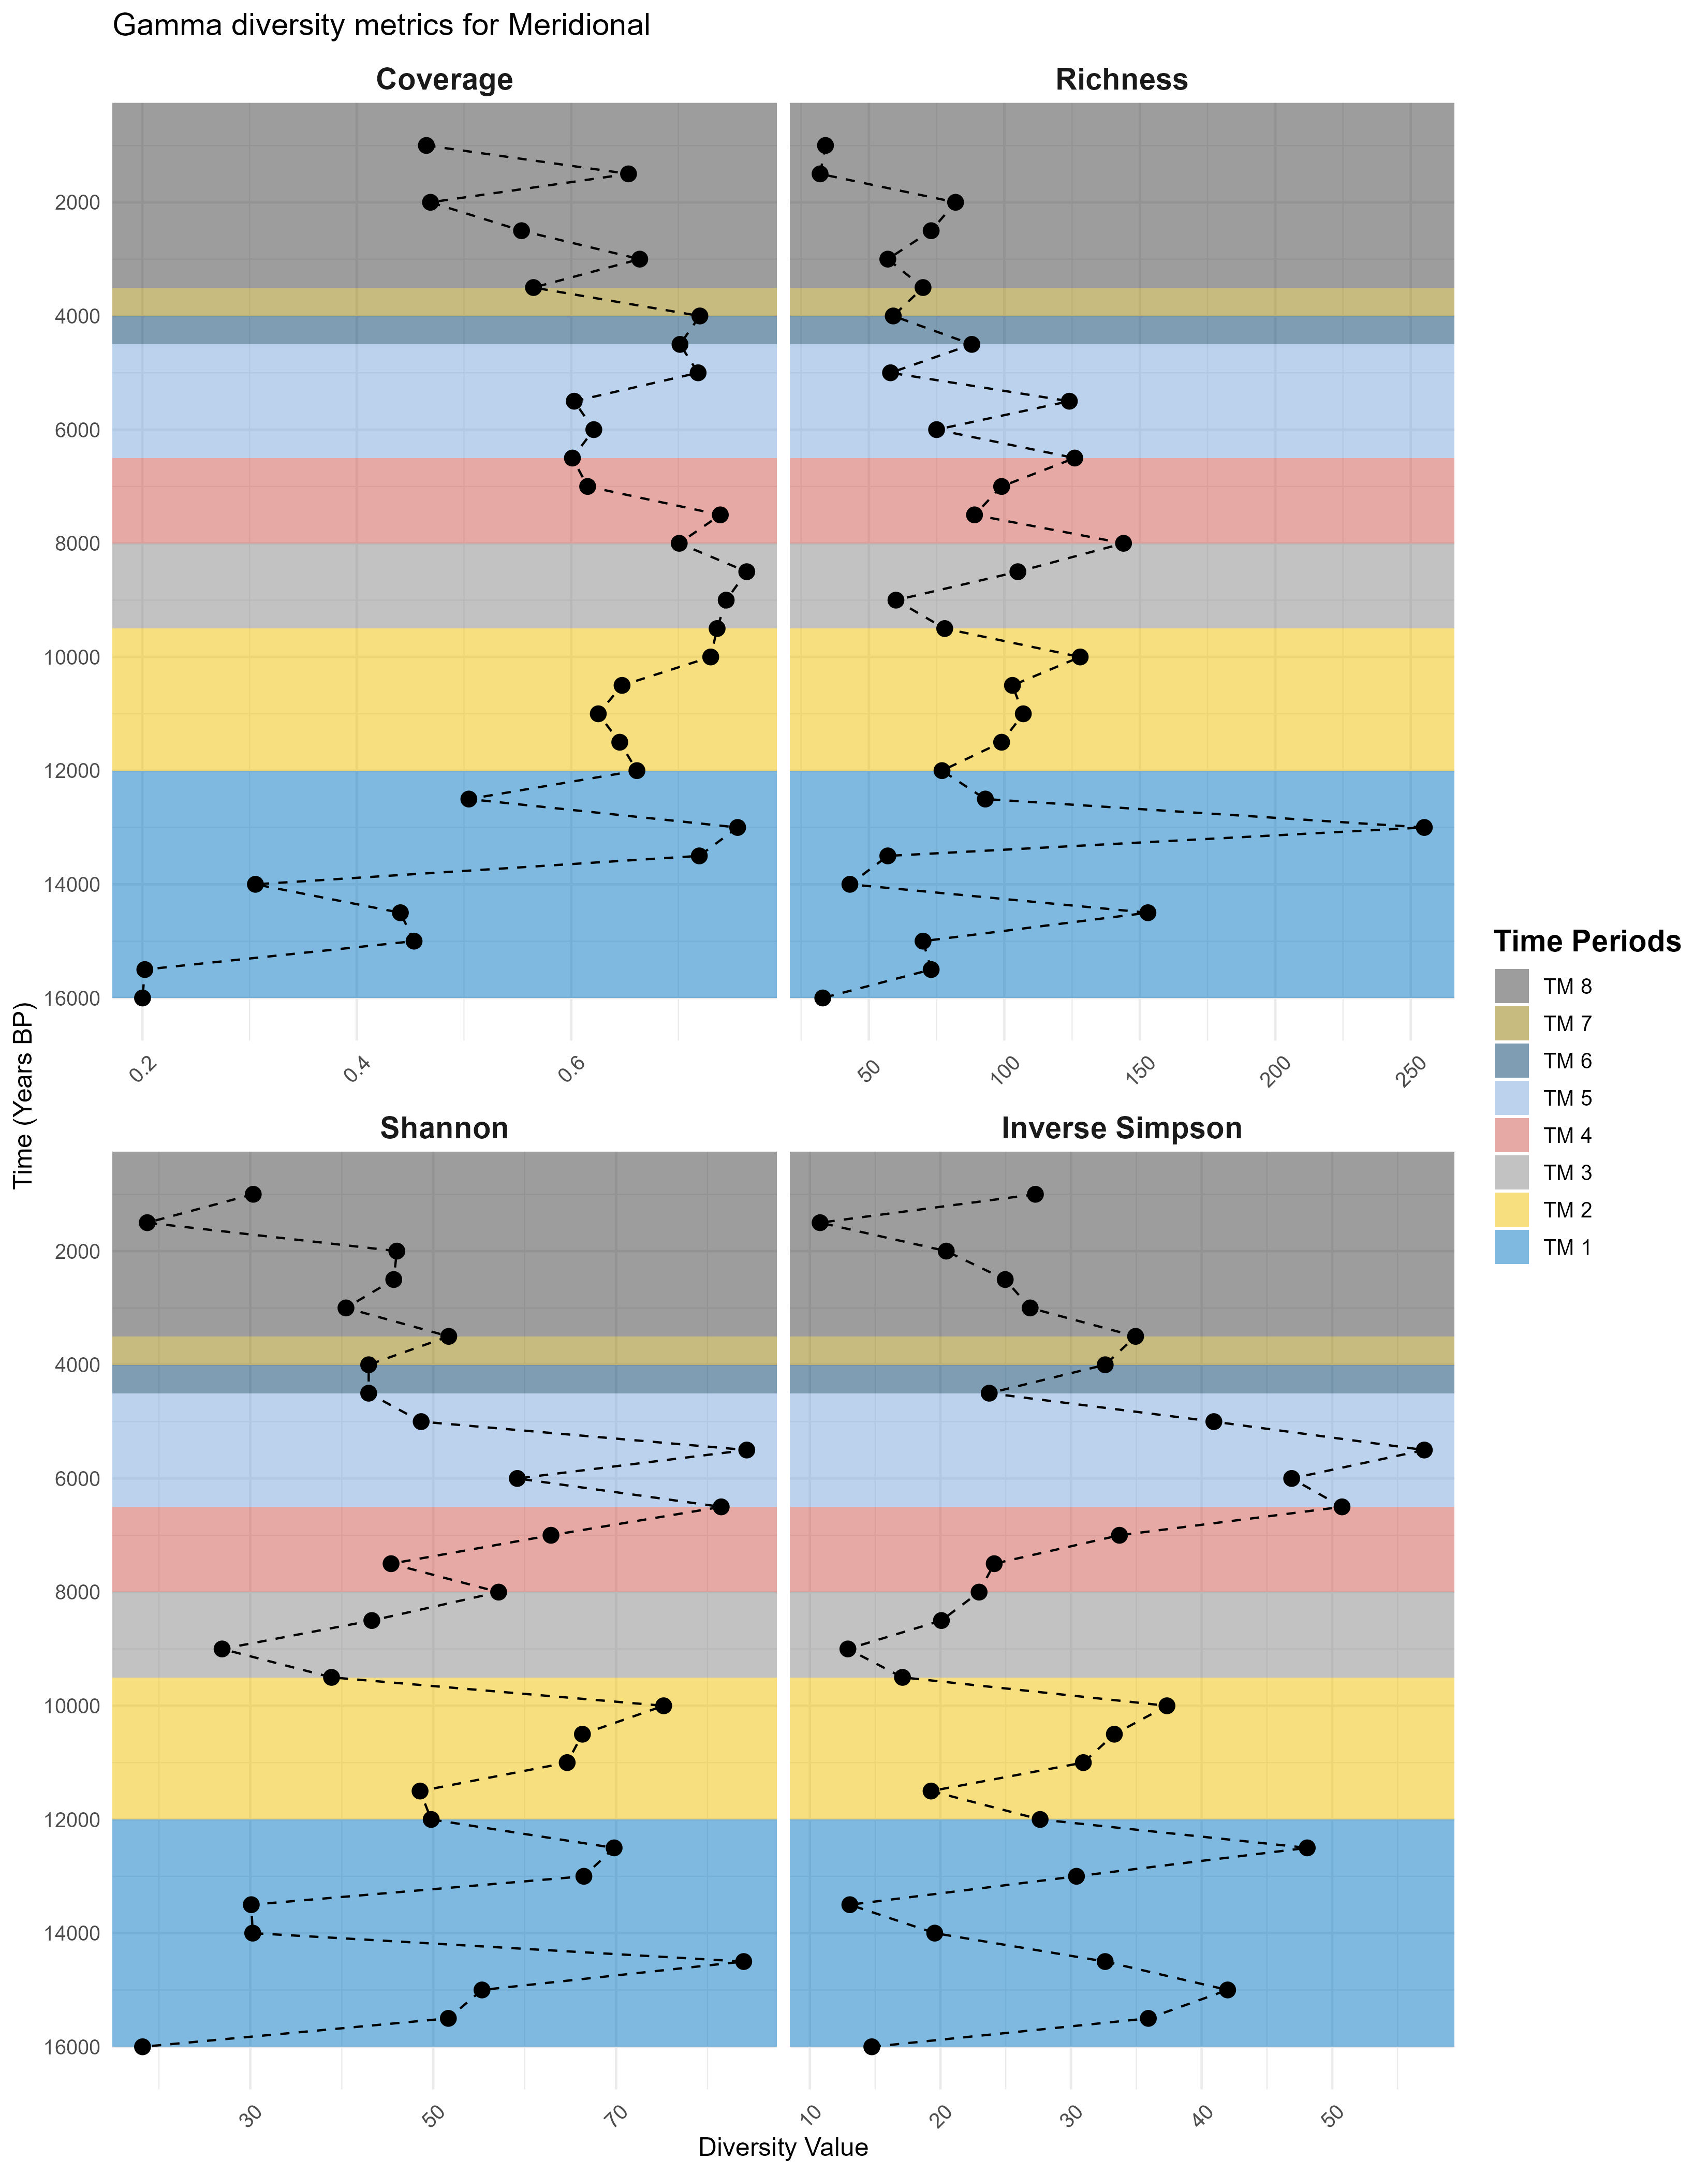 Gamma diversity metrics for Meridional
Coverage
Richness
2000
4000
6000
8000
10000
12000
14000
16000
0.2
0.4
0.6
50
100
150
200
250
Shannon
Inverse Simpson
2000
4000
6000
8000
10000
12000
14000
16000
30
50
70
10
20
30
40
50
Time (Years BP)
Diversity Value
Time Periods
TM 8
TM 7
TM 6
TM 5
TM 4
TM 3
TM 2
TM 1